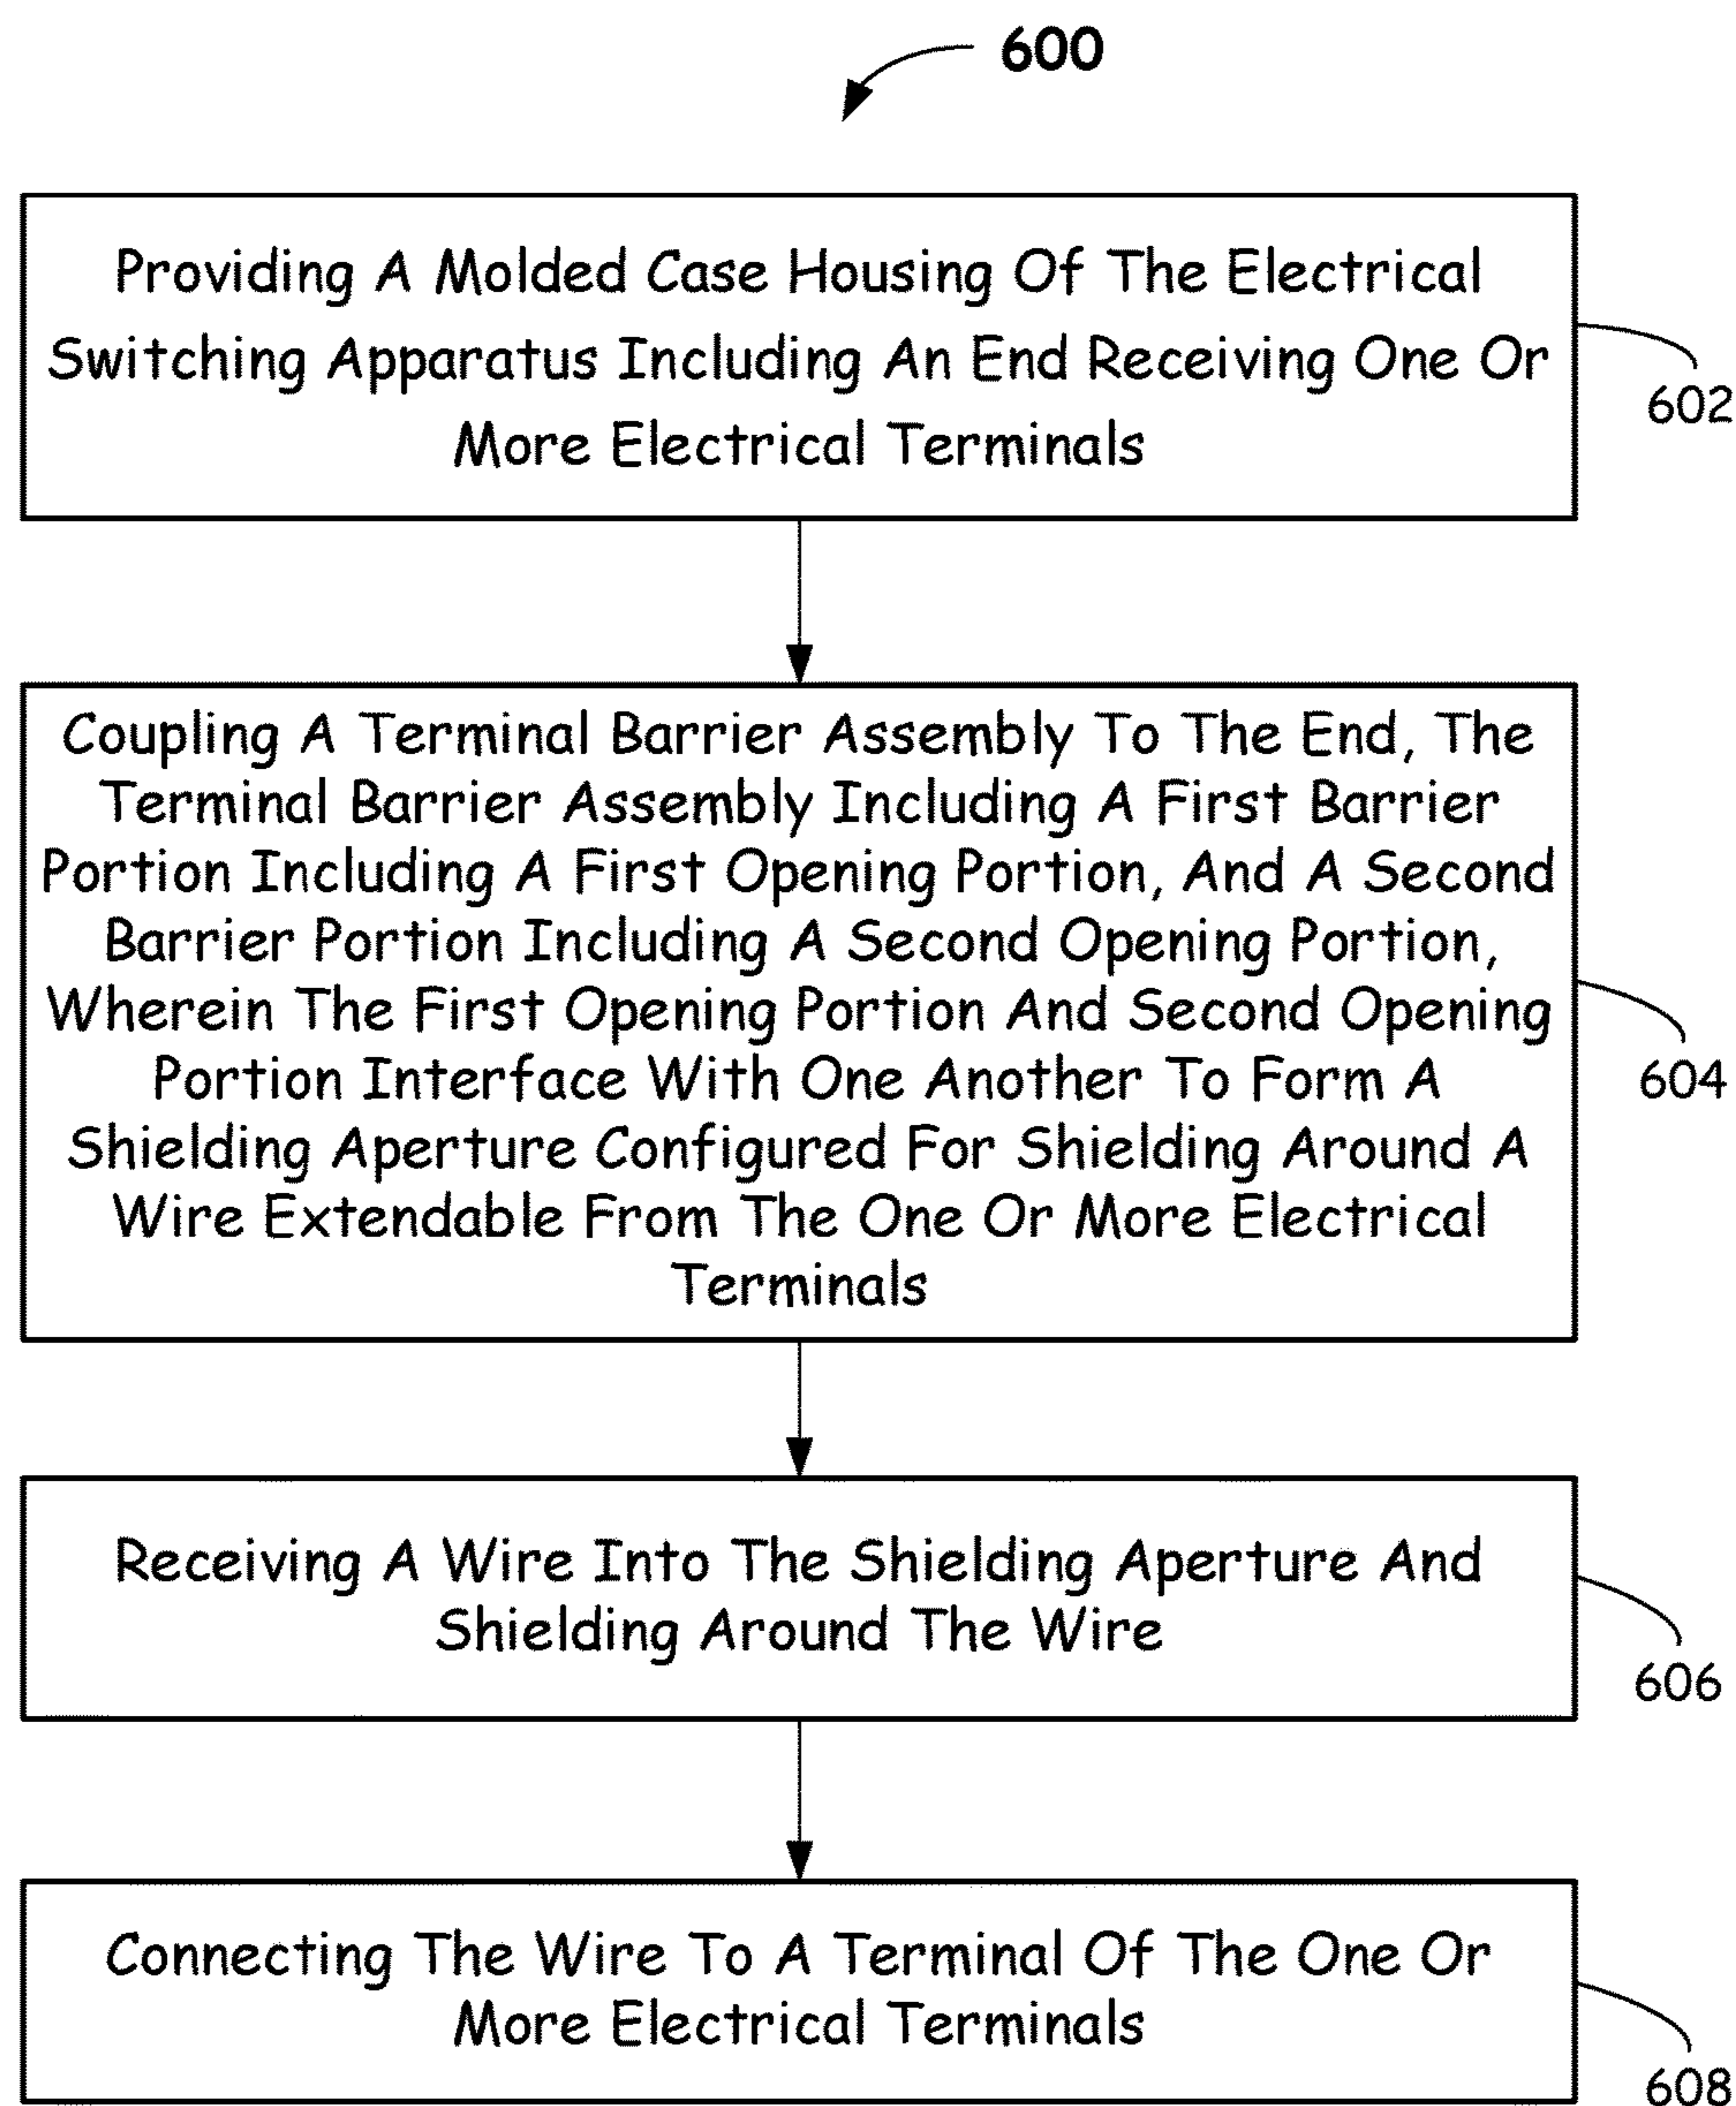 600
Providing A Molded Case Housing Of The Electrical
Switching Apparatus Including An End Receiving One Or
More Electrical Terminals
602
Coupling A Terminal Barrier Assembly To The End, The
Terminal Barrier Assembly Including A First Barrier
Portion Including A First Opening Portion, And A Second
Barrier Portion Including A Second Opening Portion,
Wherein The First Opening Portion And Second Opening
Portion Interface With One Another To Form A
Shielding Aperture Configured For Shielding Around A
Wire Extendable From The One Or More Electrical
Terminals
604
Receiving A Wire Into The Shielding Aperture And
Shielding Around The Wire
606
Connecting The Wire To A Terminal Of The One Or
More Electrical Terminals
608